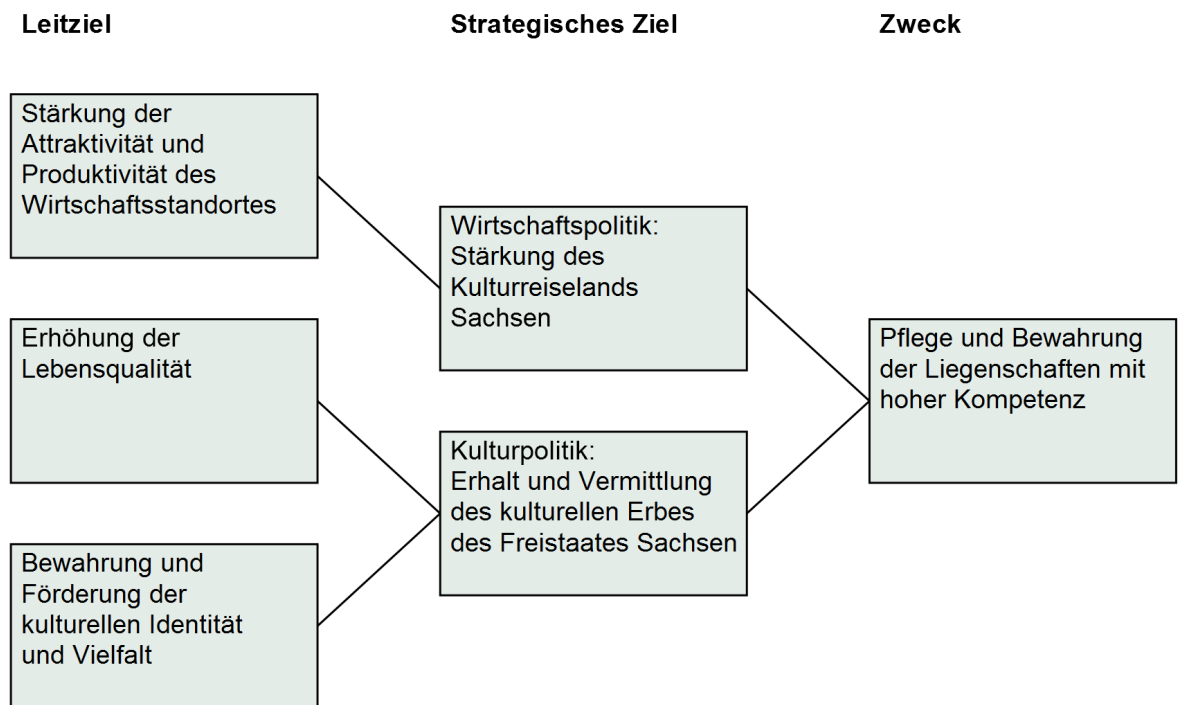 Leitziel
Strategisches Ziel
Zweck
Stärkung der
Attraktivität und
Produktivität des
Wirtschaftsstandortes
Erhöhung der
Lebensqualität
Bewahrung und
Förderung der
kulturellen Identität
und Vielfalt
Wirtschaftspolitik:
Stärkung des
Kulturreiselands
Sachsen
Kulturpolitik:
Erhalt und Vermittlung
des kulturellen Erbes
des Freistaates Sachsen
Pflege und Bewahrung
der Liegenschaften mit
hoher Kompetenz